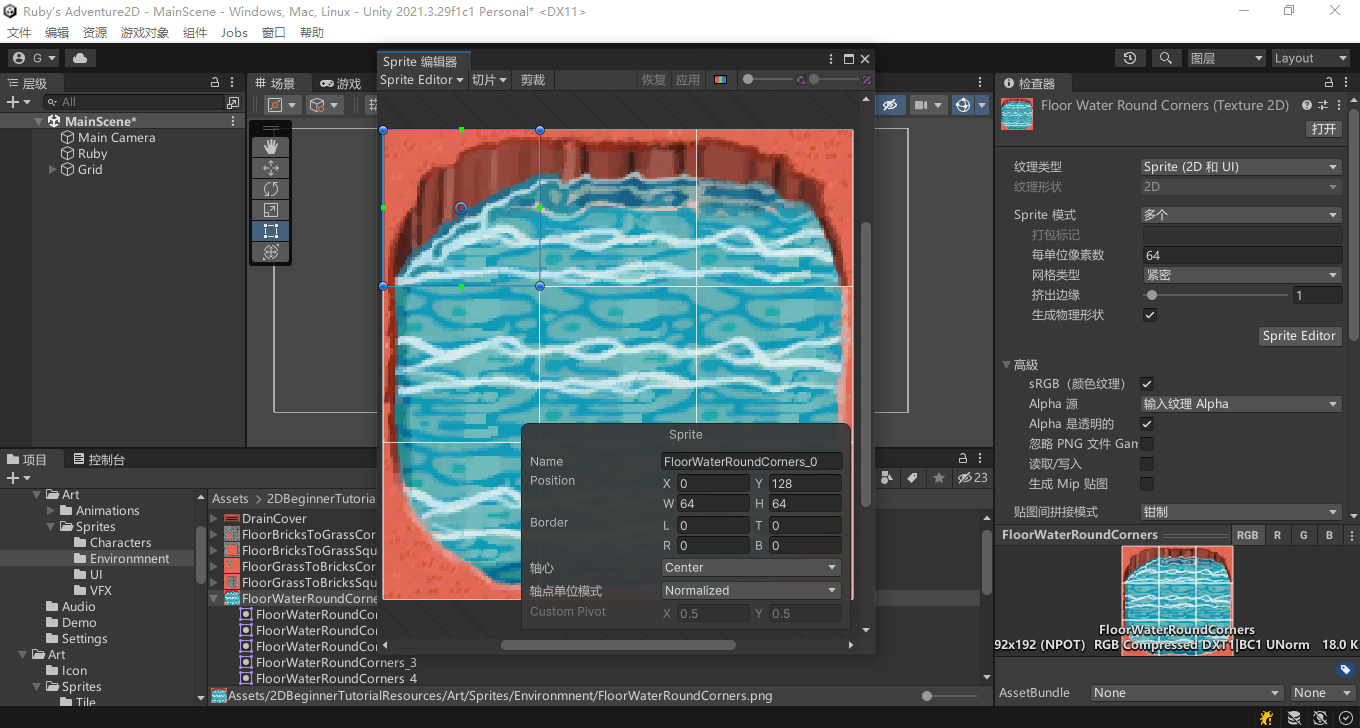 Ruby's Adventure2D - MainScene - Windows, Mac, Linux - Unity 2021.3.29f1c1 Personal* <DX11>
文件 编辑 资源 游戏对象 组件 Jobs 窗口 帮助
G
图层
Layout
层级
All
MainScene*
Main Camera
Ruby
Grid
场景
游戏
Sprite 编辑器
Sprite Editor 切片 剪裁 恢复 应用
Sprite
Name FloorWaterRoundCorners_0
Position X 0 Y 128
W 64 H 64
Border L 0 T 0
R 0 B 0
轴心 Center
轴点单位模式 Normalized
Custom Pivot X 0.5 Y 0.5
检查器
Floor Water Round Corners (Texture 2D)
打开
纹理类型 Sprite (2D 和 UI)
纹理形状 2D
Sprite 模式 多个
打包标记
每单位像素数 64
网格类型 紧密
挤出边缘 1
生成物理形状
Sprite Editor
高級
sRGB（颜色纹理）
Alpha 源 输入纹理 Alpha
Alpha 是透明的
忽略 PNG 文件 Gam
读取/写入
生成 Mip 贴图
贴图间拼接模式 钳制
FloorWaterRoundCorners RGB R G B
FloorWaterRoundCorners
92x192 (NPOT) RGB Compressed DXT1|BC1 UNorm 18.0 K
AssetBundle None None
项目
控制台
23
Art
Animations
Sprites
Characters
Environmnent
UI
VFX
Audio
Demo
Settings
Art
Icon
Sprites
Tile
Assets > 2DBeginnerTutorial
DrainCover
FloorBricksToGrassCor
FloorBricksToGrassSqu
FloorGrassToBricksCor
FloorGrassToBricksSqu
FloorWaterRoundCorne
FloorWaterRoundCor
FloorWaterRoundCor
FloorWaterRoundCor
FloorWaterRoundCorners_3
FloorWaterRoundCorners_4
Assets/2DBeginnerTutorialResources/Art/Sprites/Environmnent/FloorWaterRoundCorners.png